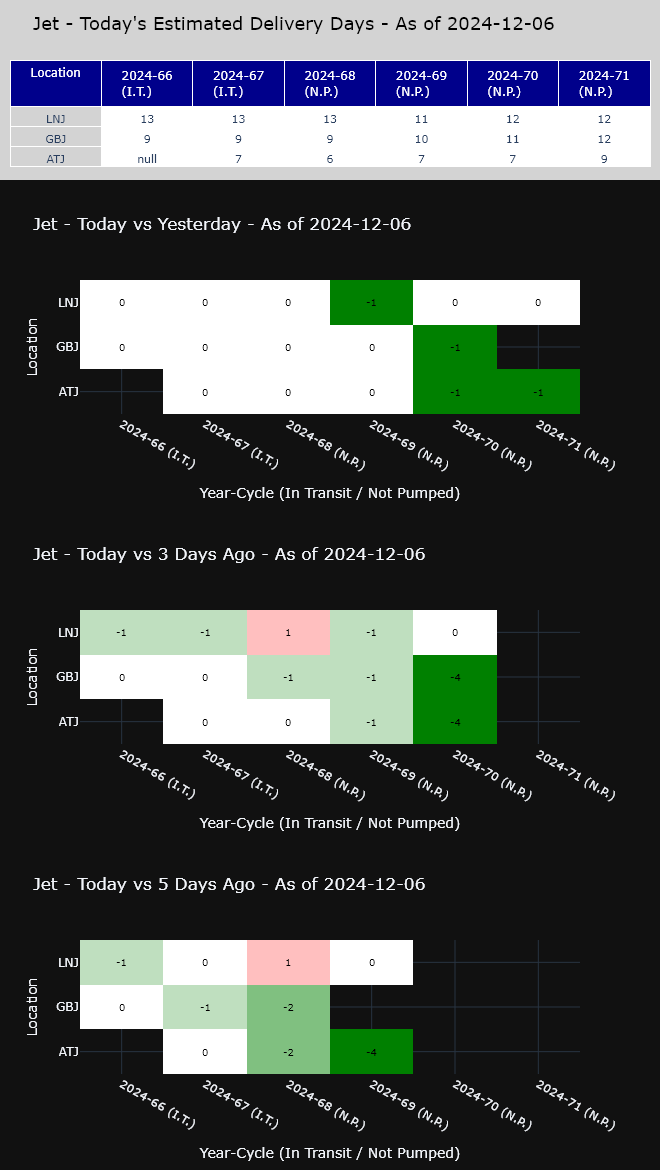 Jet - Today's Estimated Delivery Days - As of 2024-12-06
Location 2024-66 (I.T.) 2024-67 (I.T.) 2024-68 (N.P.) 2024-69 (N.P.) 2024-70 (N.P.) 2024-71 (N.P.)
LNJ 13 13 13 11 12 12
GBJ 9 9 9 10 11 12
ATJ null 7 6 7 7 9
Jet - Today vs Yesterday - As of 2024-12-06
Location
LNJ 0 0 0 -1 0 0
GBJ 0 0 0 0 -1
ATJ 0 0 0 -1 -1
2024-66 (I.T.) 2024-67 (I.T.) 2024-68 (N.P.) 2024-69 (N.P.) 2024-70 (N.P.) 2024-71 (N.P.)
Year-Cycle (In Transit / Not Pumped)
Jet - Today vs 3 Days Ago - As of 2024-12-06
Location
LNJ -1 -1 1 -1 0
GBJ 0 0 -1 -1 -4
ATJ 0 0 -1 -4
2024-66 (I.T.) 2024-67 (I.T.) 2024-68 (N.P.) 2024-69 (N.P.) 2024-70 (N.P.) 2024-71 (N.P.)
Year-Cycle (In Transit / Not Pumped)
Jet - Today vs 5 Days Ago - As of 2024-12-06
Location
LNJ -1 0 1 0
GBJ 0 -1 -2
ATJ 0 -2 -4
2024-66 (I.T.) 2024-67 (I.T.) 2024-68 (N.P.) 2024-69 (N.P.) 2024-70 (N.P.) 2024-71 (N.P.)
Year-Cycle (In Transit / Not Pumped)